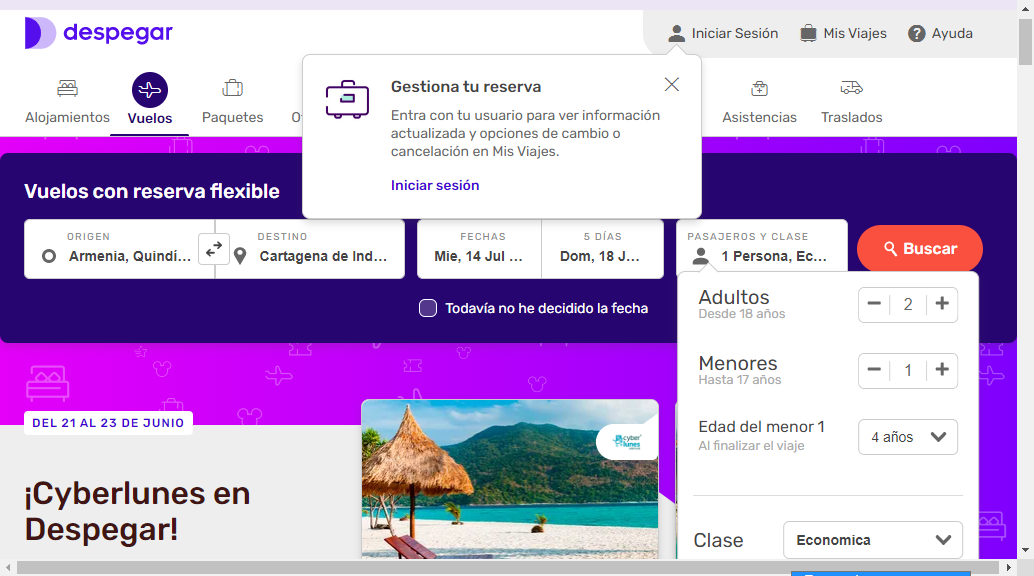 despegar
Iniciar Sesión
Mis Viajes
Ayuda
Alojamientos
Vuelos
Paquetes
Asistencias
Traslados
Gestiona tu reserva
Entra con tu usuario para ver información
actualizada y opciones de cambio o
cancelación en Mis Viajes.
Iniciar sesión
Vuelos con reserva flexible
ORIGEN
Armenia, Quindí...
DESTINO
Cartagena de Ind...
FECHAS
Mie, 14 Jul ...
5 DÍAS
Dom, 18 J...
PASAJEROS Y CLASE
1 Persona, Ec...
Buscar
Todavía no he decidido la fecha
Adultos
Desde 18 años
2
Menores
Hasta 17 años
1
Edad del menor 1
Al finalizar el viaje
4 años
Clase
Economica
DEL 21 AL 23 DE JUNIO
¡Cyberlunes en
Despegar!
cyber
lunes